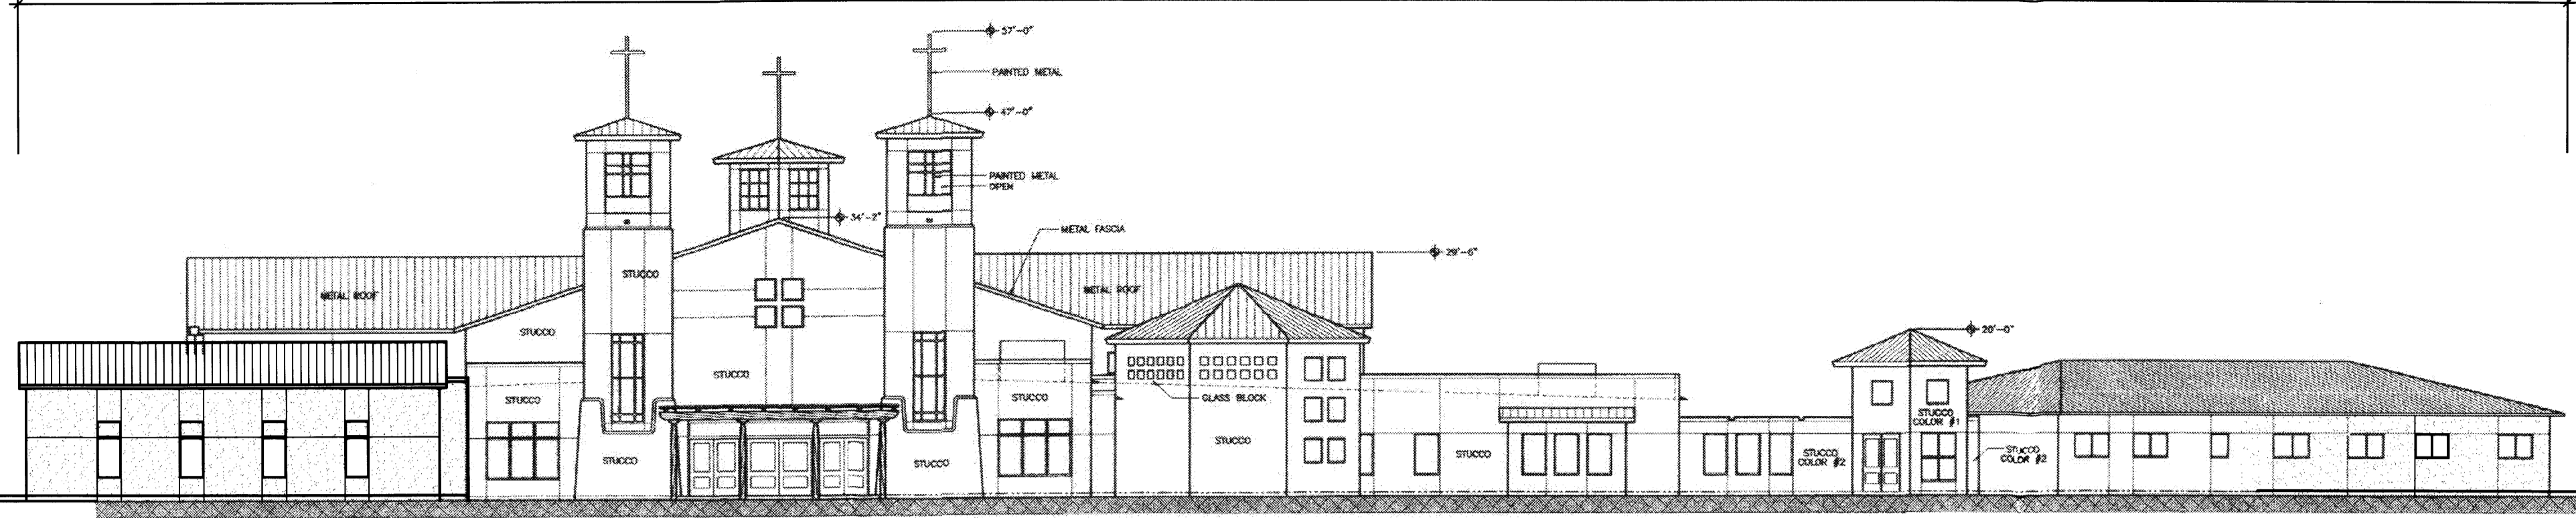 57'-0"
PAINTED METAL
47'-0"
PAINTED METAL
OPEN
34'-2"
METAL FASCIA
29'-6"
STUCCO
METAL ROOF
METAL ROOF
STUCCO
20'-0"
STUCCO
STUCCO
STUCCO
GLASS BLOCK
STUCCO
COLOR #1
STUCCO
STUCCO
STUCCO
COLOR #2
STUCCO
COLOR #2
STUCCO
STUCCO